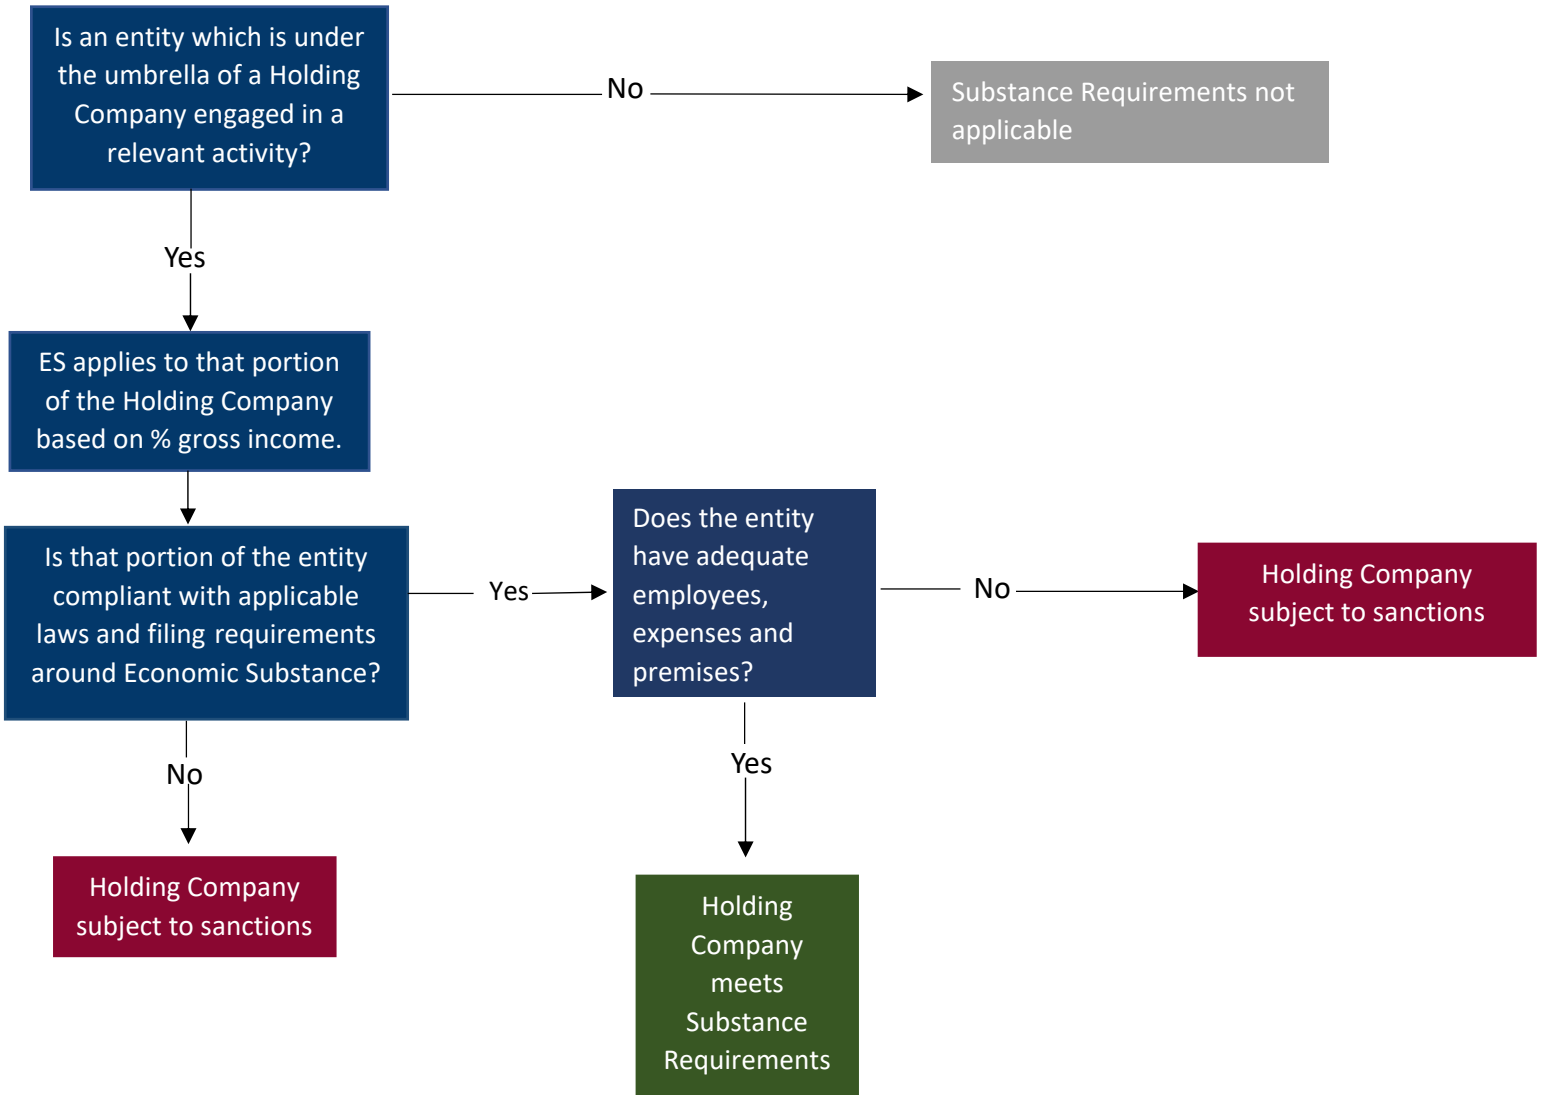 Is an entity which is under
the umbrella of a Holding
Company engaged in a
relevant activity?
No
Substance Requirements not
applicable
Yes
ES applies to that portion
of the Holding Company
based on % gross income.
Is that portion of the entity
compliant with applicable
laws and filing requirements
around Economic Substance?
Yes
Does the entity
have adequate
employees,
expenses and
premises?
No
Holding Company
subject to sanctions
No
Holding Company
subject to sanctions
Yes
Holding
Company
meets
Substance
Requirements